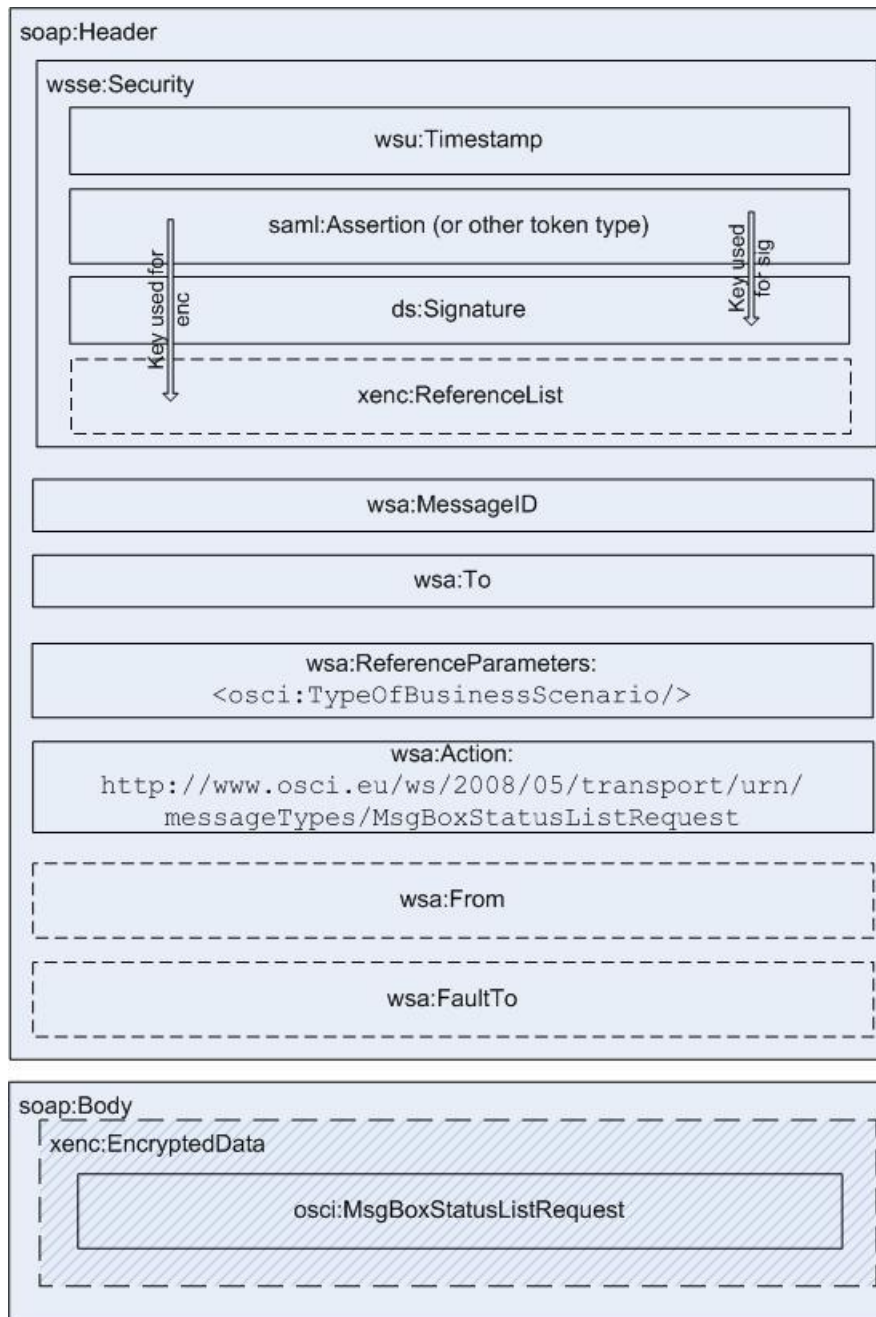 soap:Header
wsse:Security
wsu:Timestamp
saml:Assertion (or other token type)
Key used for
enc
Key used
for sig
ds:Signature
xenc:ReferenceList
wsa:MessageID
wsa:To
wsa:ReferenceParameters:
<osci:TypeOfBusinessScenario/>
wsa:Action:
http://www.osci.eu/ws/2008/05/transport/urn/
messageTypes/MsgBoxStatusListRequest
wsa:From
wsa:FaultTo
soap:Body
xenc:EncryptedData
osci:MsgBoxStatusListRequest